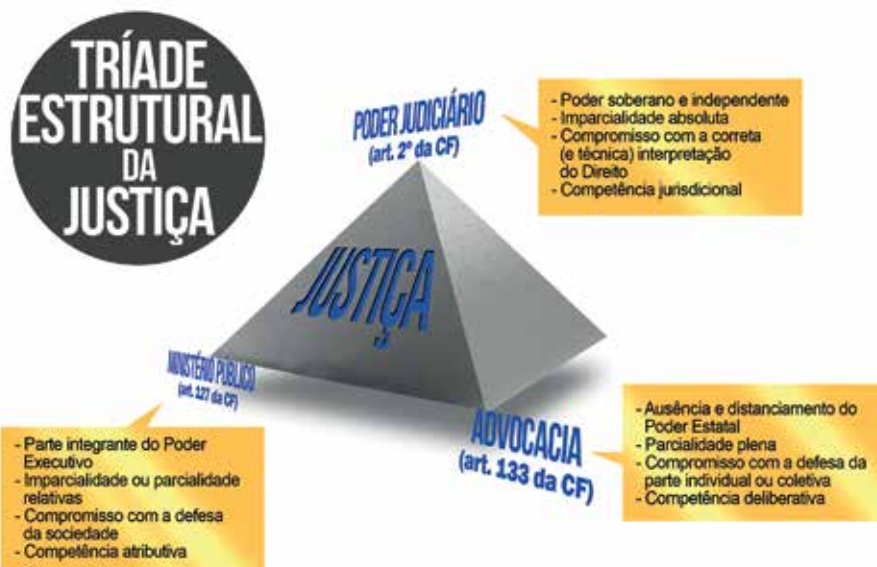 TRÍADE
ESTRUTURAL
DA
JUSTIÇA
PODER JUDICIÁRIO
(art. 2º da CF)
- Poder soberano e independente
- Imparcialidade absoluta
- Compromisso com a correta
(e técnica) interpretação
do Direito
- Competência jurisdicional
JUSTIÇA
MINISTÉRIO PÚBLICO
(art. 127 da CF)
- Parte integrante do Poder
Executivo
- Imparcialidade ou parcialidade
relativas
- Compromisso com a defesa
da sociedade
- Competência atributiva
ADVOCACIA
(art. 133 da CF)
- Ausência e distanciamento do
Poder Estatal
- Parcialidade plena
- Compromisso com a defesa da
parte individual ou coletiva
- Competência deliberativa